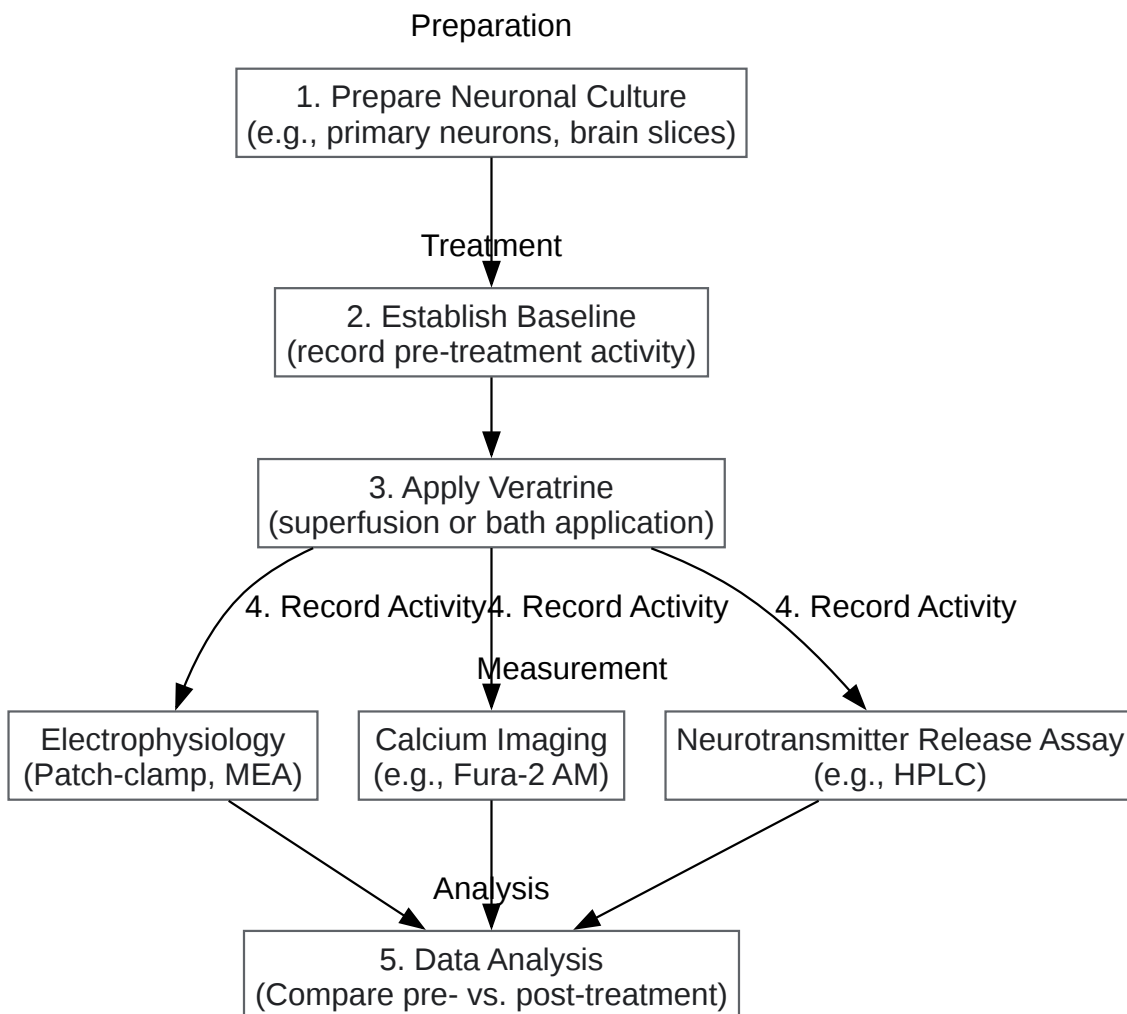 Preparation
1. Prepare Neuronal Culture
(e.g., primary neurons, brain slices)
Treatment
2. Establish Baseline
(record pre-treatment activity)
3. Apply Veratrine
(superfusion or bath application)
4. Record Activity
4. Record Activity
4. Record Activity
Measurement
Electrophysiology
(Patch-clamp, MEA)
Calcium Imaging
(e.g., Fura-2 AM)
Neurotransmitter Release Assay
(e.g., HPLC)
Analysis
5. Data Analysis
(Compare pre- vs. post-treatment)